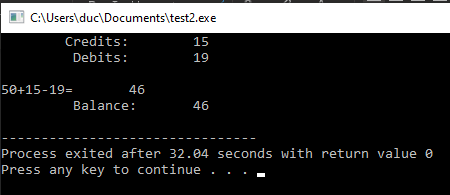 C:\Users\duc\Documents\test2.exe
Credits: 15
Debits: 19
50+15-19= 46
Balance: 46
--------------------------------
Process exited after 32.04 seconds with return value 0
Press any key to continue . . .